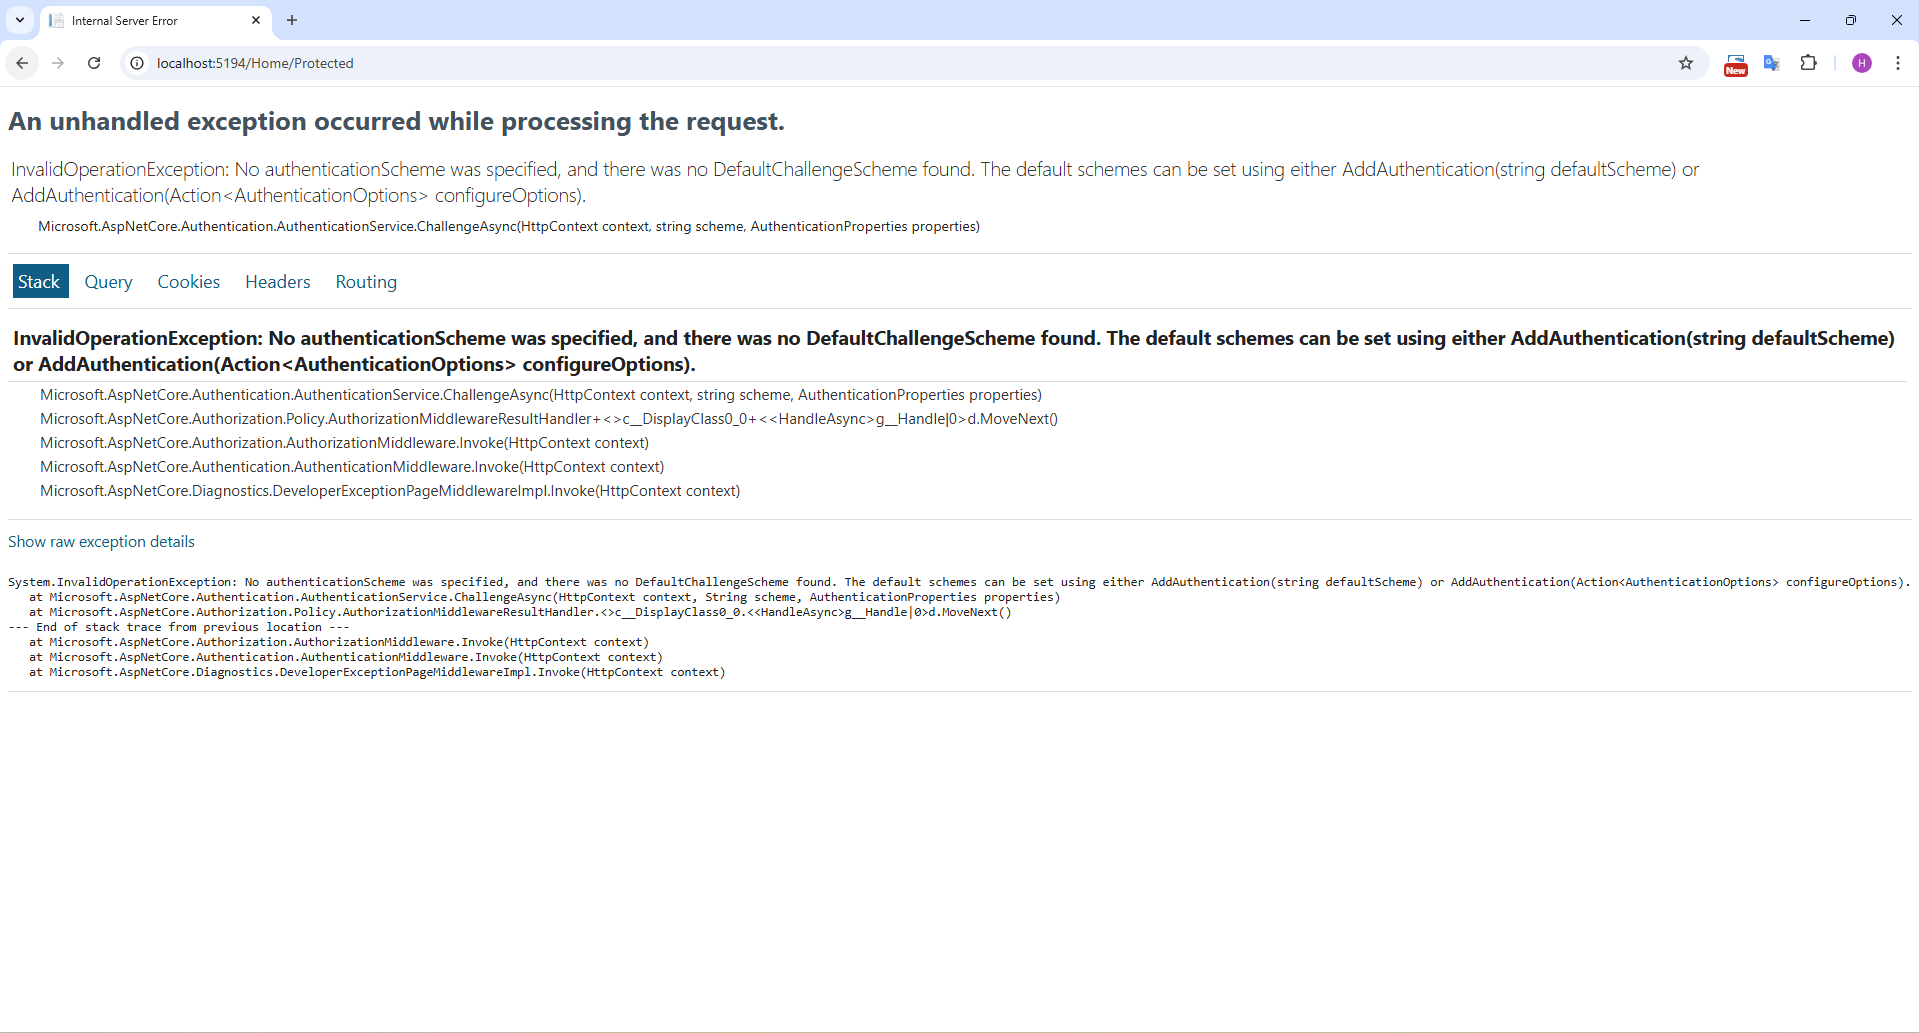 Internal Server Error
localhost:5194/Home/Protected
New
G
H
An unhandled exception occurred while processing the request.
InvalidOperationException: No authenticationScheme was specified, and there was no DefaultChallengeScheme found. The default schemes can be set using either AddAuthentication(string defaultScheme) or
AddAuthentication(Action<AuthenticationOptions> configureOptions).
Microsoft.AspNetCore.Authentication.AuthenticationService.ChallengeAsync(HttpContext context, string scheme, AuthenticationProperties properties)
Stack Query Cookies Headers Routing
InvalidOperationException: No authenticationScheme was specified, and there was no DefaultChallengeScheme found. The default schemes can be set using either AddAuthentication(string defaultScheme)
or AddAuthentication(Action<AuthenticationOptions> configureOptions).
Microsoft.AspNetCore.Authentication.AuthenticationService.ChallengeAsync(HttpContext context, string scheme, AuthenticationProperties properties)
Microsoft.AspNetCore.Authorization.Policy.AuthorizationMiddlewareResultHandler+<>c__DisplayClass0_0+<<HandleAsync>g__Handle|0>d.MoveNext()
Microsoft.AspNetCore.Authorization.AuthorizationMiddleware.Invoke(HttpContext context)
Microsoft.AspNetCore.Authentication.AuthenticationMiddleware.Invoke(HttpContext context)
Microsoft.AspNetCore.Diagnostics.DeveloperExceptionPageMiddlewareImpl.Invoke(HttpContext context)
Show raw exception details
System.InvalidOperationException: No authenticationScheme was specified, and there was no DefaultChallengeScheme found. The default schemes can be set using either AddAuthentication(string defaultScheme) or AddAuthentication(Action<AuthenticationOptions> configureOptions).
at Microsoft.AspNetCore.Authentication.AuthenticationService.ChallengeAsync(HttpContext context, String scheme, AuthenticationProperties properties)
at Microsoft.AspNetCore.Authorization.Policy.AuthorizationMiddlewareResultHandler.<>c__DisplayClass0_0.<<HandleAsync>g__Handle|0>d.MoveNext()
--- End of stack trace from previous location ---
at Microsoft.AspNetCore.Authorization.AuthorizationMiddleware.Invoke(HttpContext context)
at Microsoft.AspNetCore.Authentication.AuthenticationMiddleware.Invoke(HttpContext context)
at Microsoft.AspNetCore.Diagnostics.DeveloperExceptionPageMiddlewareImpl.Invoke(HttpContext context)